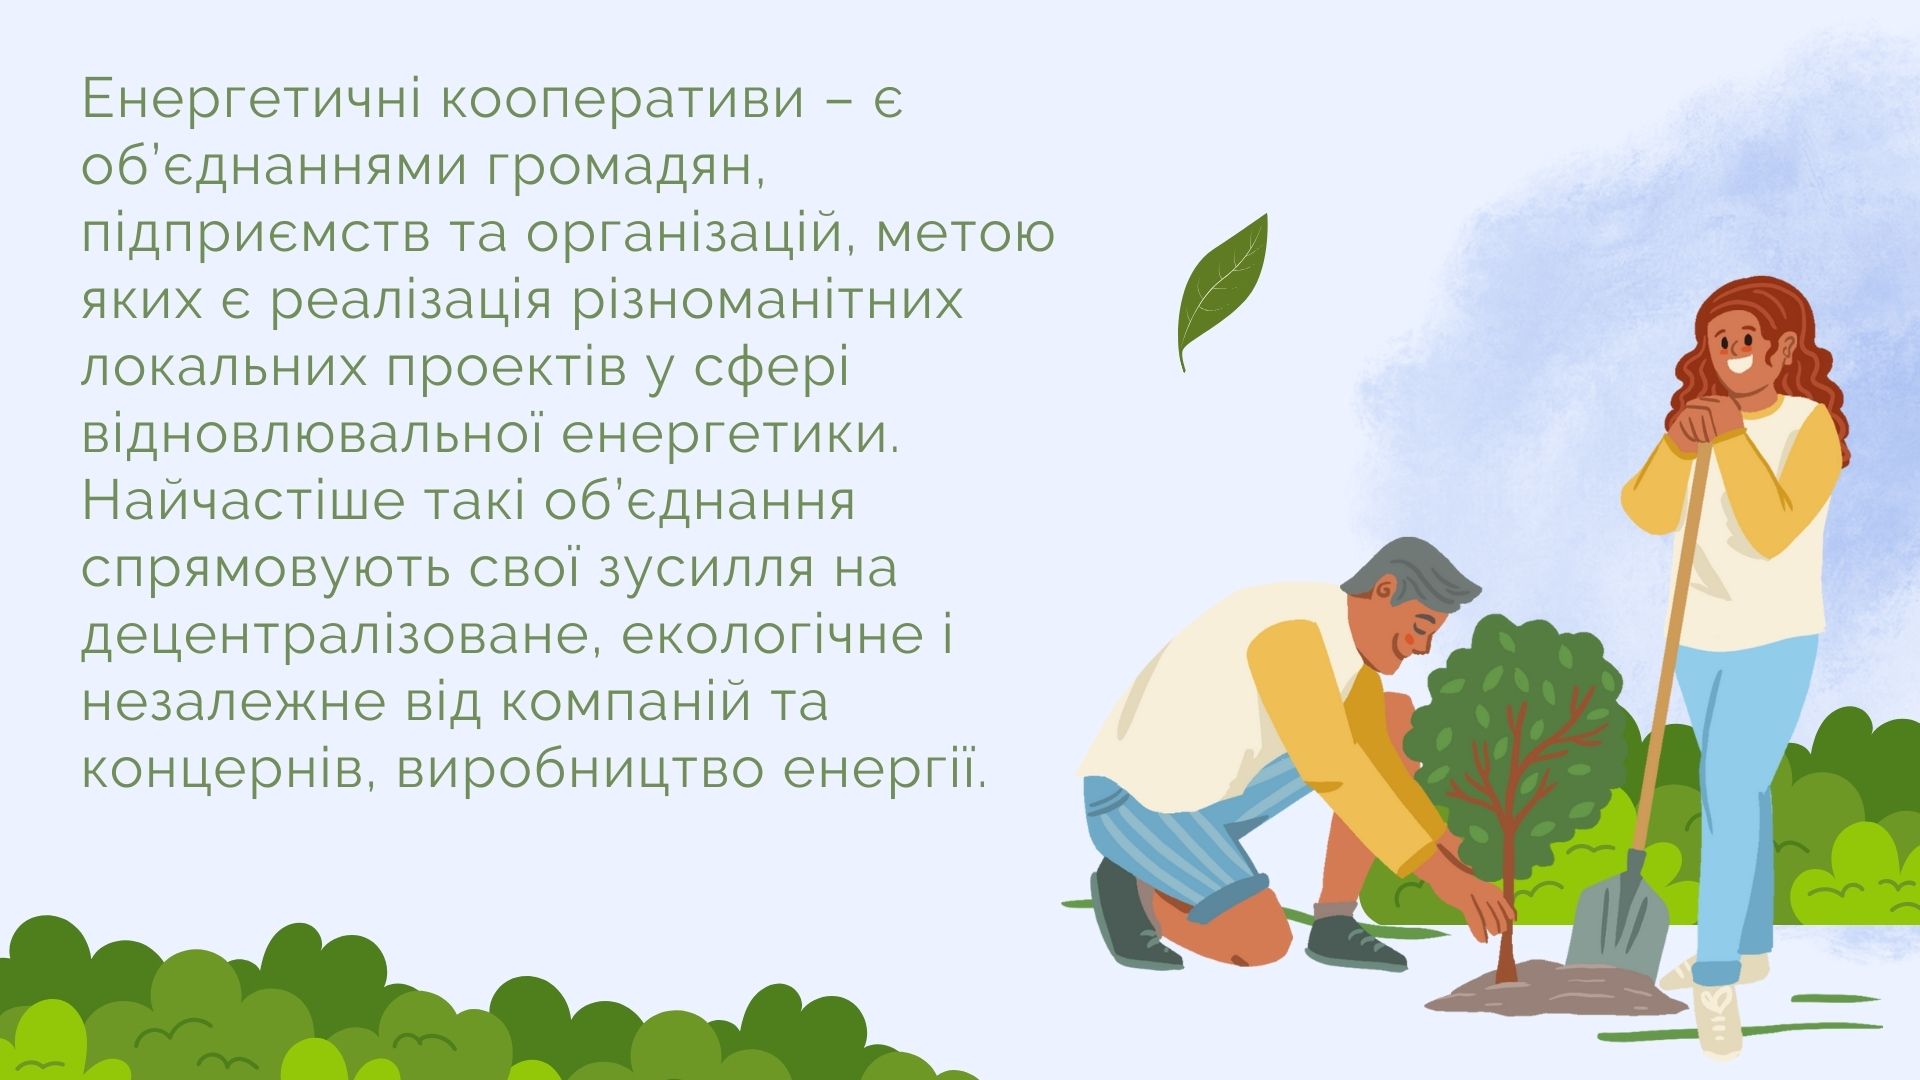 Енергетичні кооперативи – є
об’єднаннями громадян,
підприємств та організацій, метою
яких є реалізація різноманітних
локальних проектів у сфері
відновлювальної енергетики.
Найчастіше такі об’єднання
спрямовують свої зусилля на
децентралізоване, екологічне і
незалежне від компаній та
концернів, виробництво енергії.